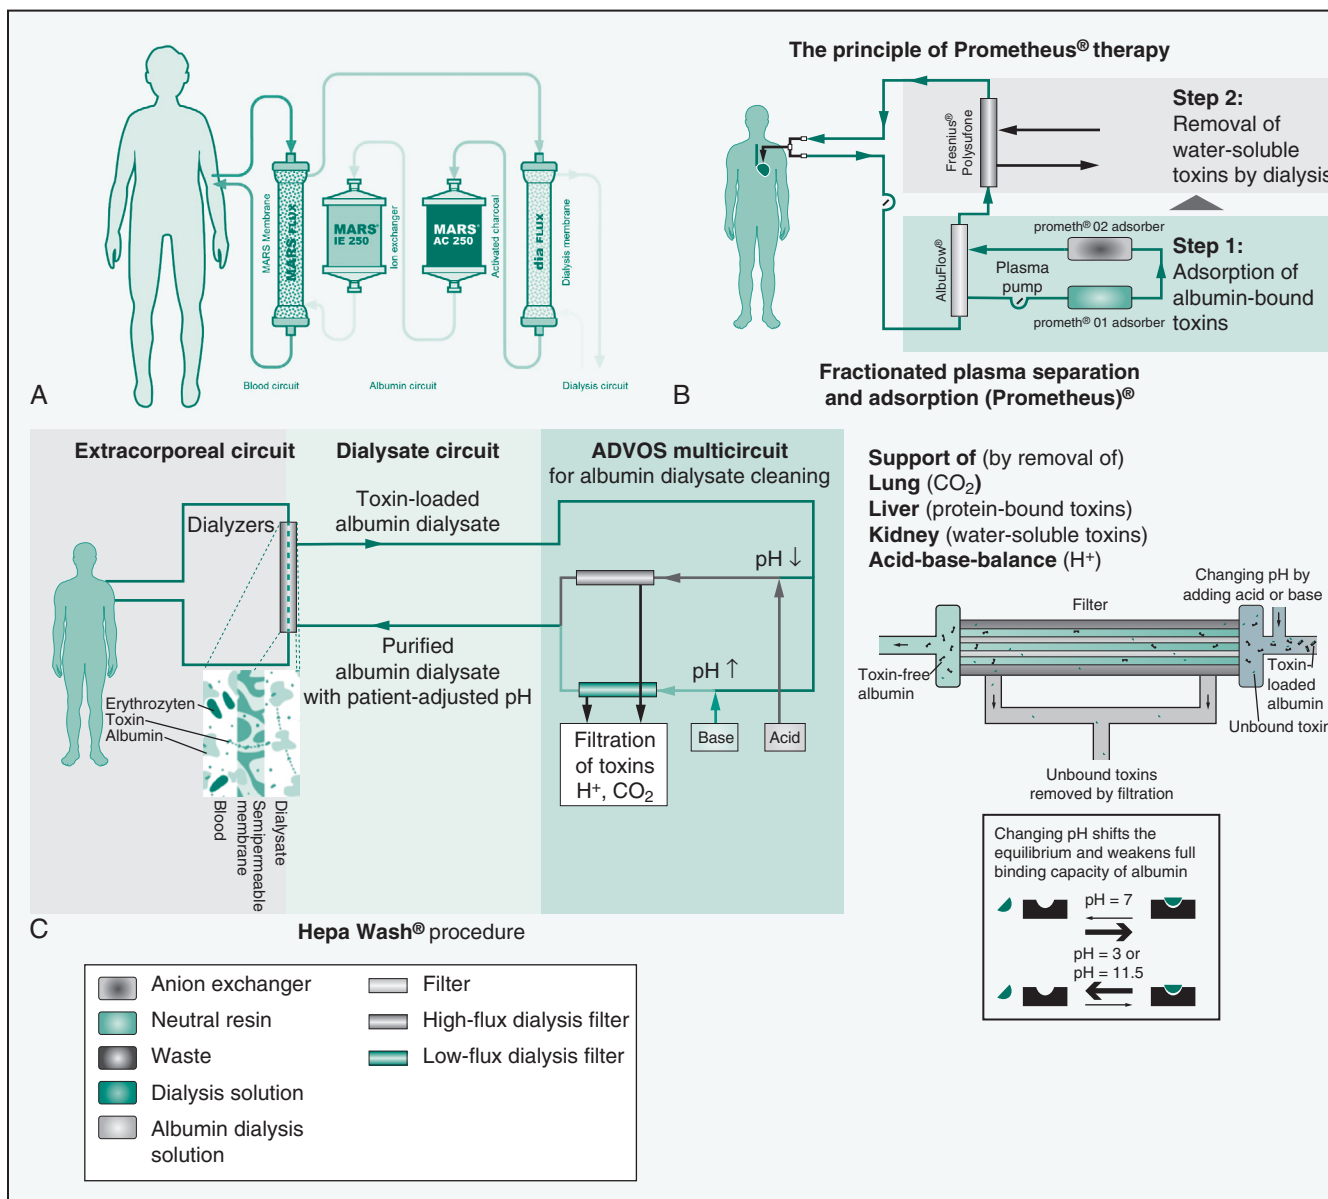 MARS Membrane
MARS FLUX
MARS®
IE 250
Ion exchanger
MARS®
AC 250
Activated charcoal
dia FLUX
Dialysis membrane
Blood circuit
Albumin circuit
Dialysis circuit
A
The principle of Prometheus® therapy
Fresnius®
Polysufone
Step 2:
Removal of
water-soluble
toxins by dialysis
AlbuFlow®
prometh® 02 adsorber
Plasma
pump
prometh® 01 adsorber
Step 1:
Adsorption of
albumin-bound
toxins
B
Fractionated plasma separation
and adsorption (Prometheus)®
Extracorporeal circuit
Dialyzers
Erythrozyten
Toxin
Albumin
Blood
Semipermeable
membrane
Dialysate
Dialysate circuit
Toxin-loaded
albumin dialysate
Purified
albumin dialysate
with patient-adjusted pH
ADVOS multicircuit
for albumin dialysate cleaning
pH ↓
pH ↑
Base
Acid
Filtration
of toxins
H⁺, CO₂
Support of (by removal of)
Lung (CO₂)
Liver (protein-bound toxins)
Kidney (water-soluble toxins)
Acid-base-balance (H⁺)
Changing pH by
adding acid or base
Filter
Toxin-free
albumin
Toxin-
loaded
albumin
Unbound toxin
Unbound toxins
removed by filtration
Changing pH shifts the
equilibrium and weakens full
binding capacity of albumin
pH = 7
pH = 3 or
pH = 11.5
C
Hepa Wash® procedure
Anion exchanger
Neutral resin
Waste
Dialysis solution
Albumin dialysis
solution
Filter
High-flux dialysis filter
Low-flux dialysis filter